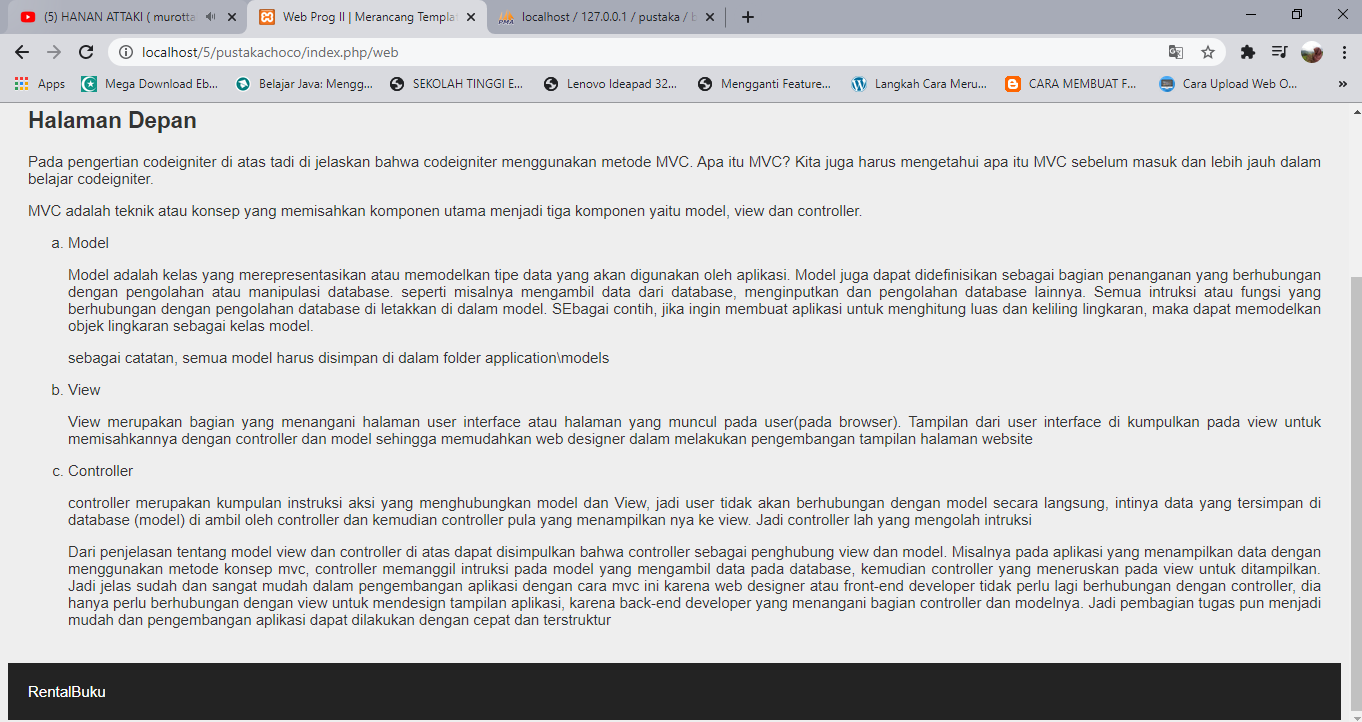 (5) HANAN ATTAKI ( murotta
Web Prog II | Merancang Templat
localhost / 127.0.0.1 / pustaka / b
localhost/5/pustakachoco/index.php/web
Apps
Mega Download Eb...
Belajar Java: Mengg...
SEKOLAH TINGGI E...
Lenovo Ideapad 32...
Mengganti Feature...
Langkah Cara Meru...
CARA MEMBUAT F...
Cara Upload Web O...
»
Halaman Depan
Pada pengertian codeigniter di atas tadi di jelaskan bahwa codeigniter menggunakan metode MVC. Apa itu MVC? Kita juga harus mengetahui apa itu MVC sebelum masuk dan lebih jauh dalam
belajar codeigniter.
MVC adalah teknik atau konsep yang memisahkan komponen utama menjadi tiga komponen yaitu model, view dan controller.
a. Model
Model adalah kelas yang merepresentasikan atau memodelkan tipe data yang akan digunakan oleh aplikasi. Model juga dapat didefinisikan sebagai bagian penanganan yang berhubungan
dengan pengolahan atau manipulasi database. seperti misalnya mengambil data dari database, menginputkan dan pengolahan database lainnya. Semua intruksi atau fungsi yang
berhubungan dengan pengolahan database di letakkan di dalam model. SEbagai contih, jika ingin membuat aplikasi untuk menghitung luas dan keliling lingkaran, maka dapat memodelkan
objek lingkaran sebagai kelas model.
sebagai catatan, semua model harus disimpan di dalam folder application\models
b. View
View merupakan bagian yang menangani halaman user interface atau halaman yang muncul pada user(pada browser). Tampilan dari user interface di kumpulkan pada view untuk
memisahkannya dengan controller dan model sehingga memudahkan web designer dalam melakukan pengembangan tampilan halaman website
c. Controller
controller merupakan kumpulan instruksi aksi yang menghubungkan model dan View, jadi user tidak akan berhubungan dengan model secara langsung, intinya data yang tersimpan di
database (model) di ambil oleh controller dan kemudian controller pula yang menampilkan nya ke view. Jadi controller lah yang mengolah intruksi
Dari penjelasan tentang model view dan controller di atas dapat disimpulkan bahwa controller sebagai penghubung view dan model. Misalnya pada aplikasi yang menampilkan data dengan
menggunakan metode konsep mvc, controller memanggil intruksi pada model yang mengambil data pada database, kemudian controller yang meneruskan pada view untuk ditampilkan.
Jadi jelas sudah dan sangat mudah dalam pengembangan aplikasi dengan cara mvc ini karena web designer atau front-end developer tidak perlu lagi berhubungan dengan controller, dia
hanya perlu berhubungan dengan view untuk mendesign tampilan aplikasi, karena back-end developer yang menangani bagian controller dan modelnya. Jadi pembagian tugas pun menjadi
mudah dan pengembangan aplikasi dapat dilakukan dengan cepat dan terstruktur
RentalBuku